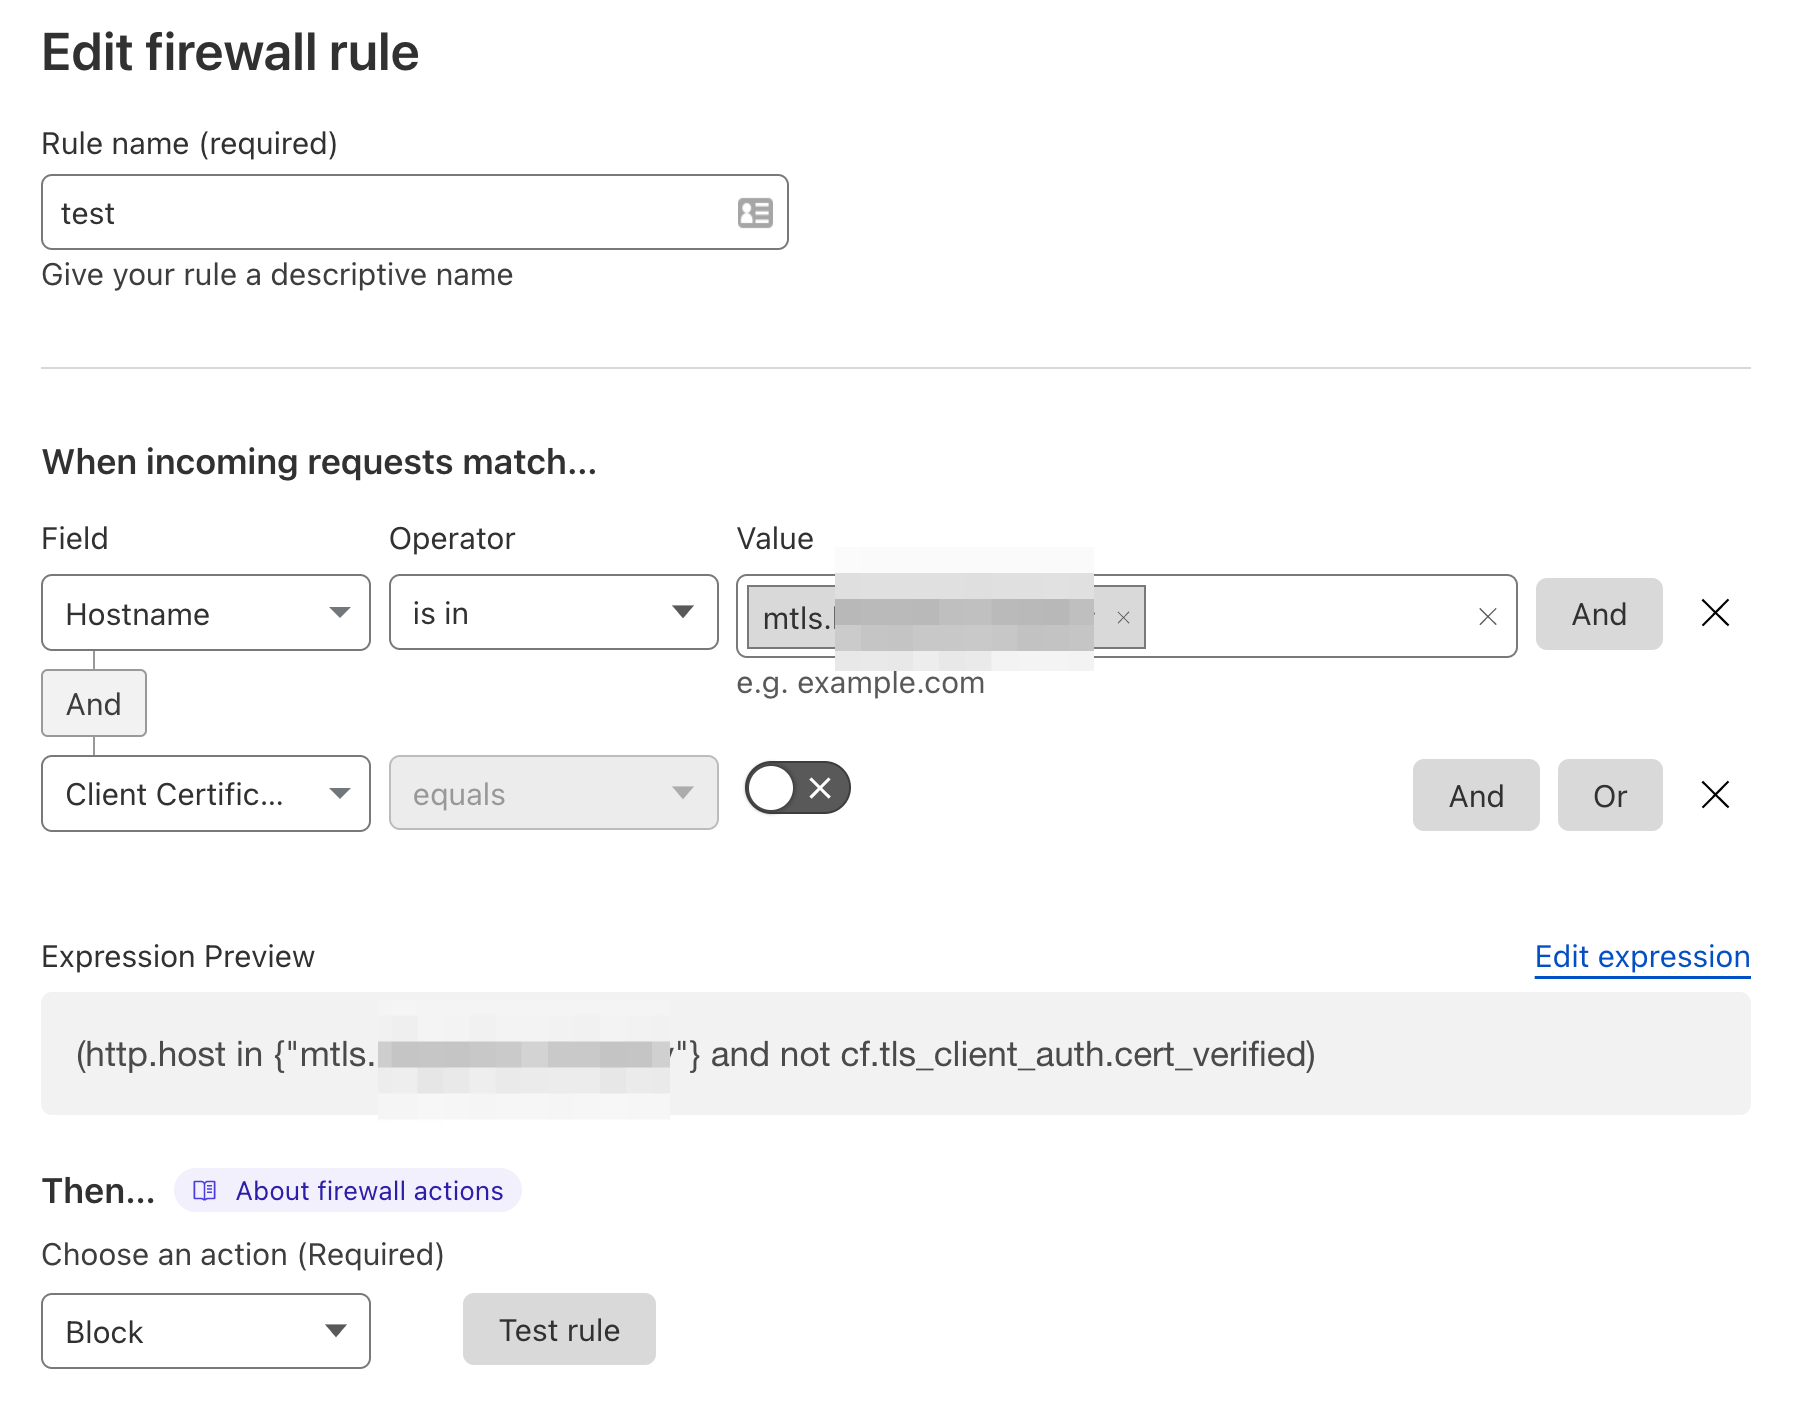 Edit firewall rule
Rule name (required)
test
Give your rule a descriptive name
When incoming requests match...
Field Operator Value
Hostname is in mtls. And
e.g. example.com
And
Client Certific... equals And Or
Expression Preview Edit expression
(http.host in {"mtls. "} and not cf.tls_client_auth.cert_verified)
Then... About firewall actions
Choose an action (Required)
Block Test rule